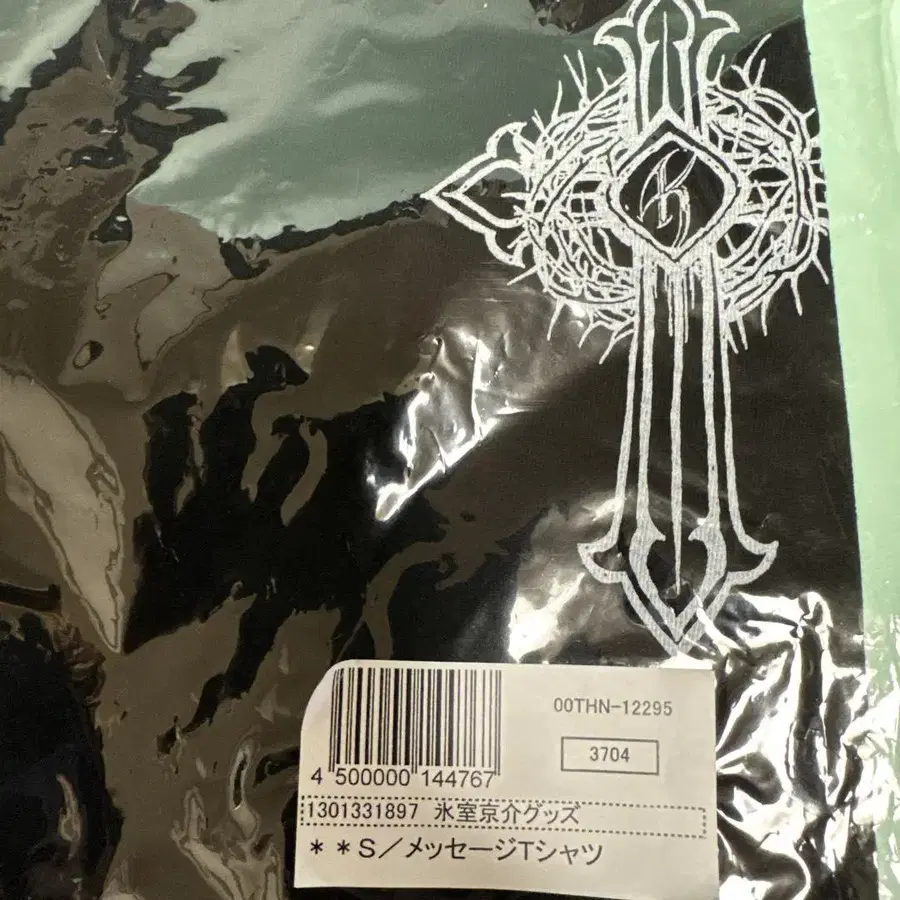 K
00THN-12295
3704
4 500000 144767
1301331897 氷室京介グッズ
＊＊S／メッセージTシャツ